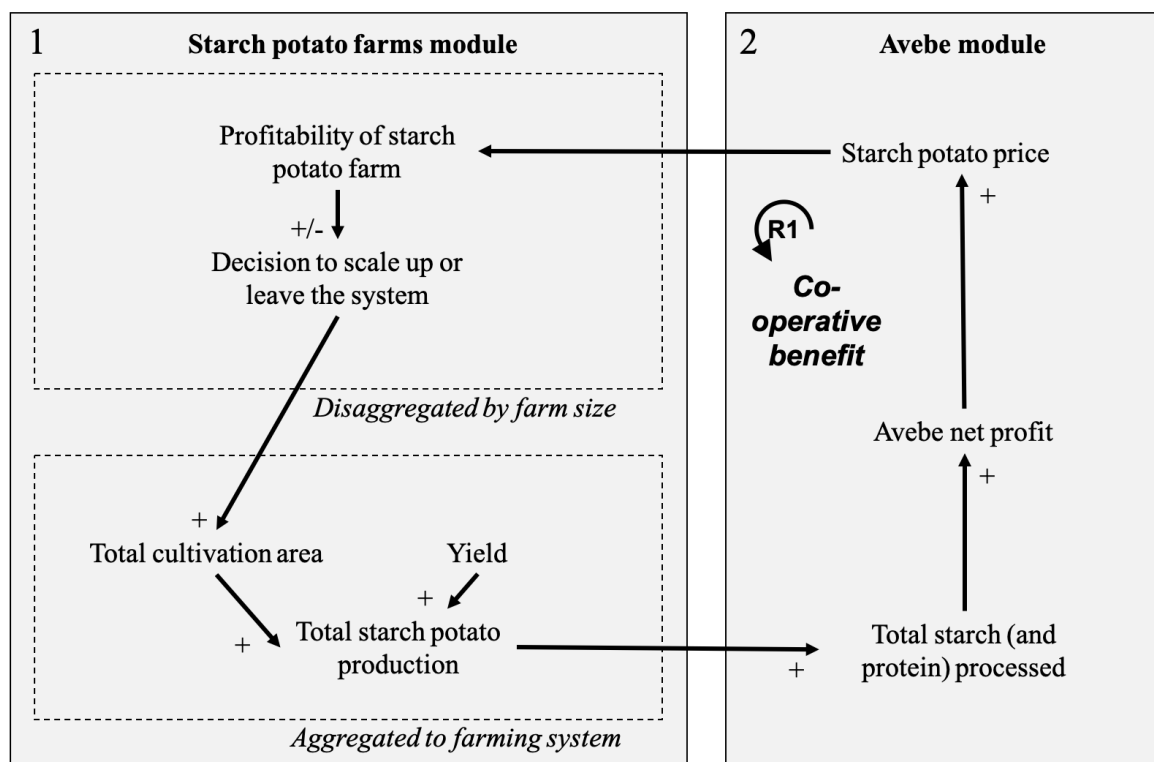 1
Starch potato farms module
Profitability of starch
potato farm
+/-
Decision to scale up or
leave the system
Disaggregated by farm size
+
Total cultivation area
Yield
+
+
Total starch potato
production
Aggregated to farming system
2
Avebe module
Starch potato price
+
R1
Co-
operative
benefit
Avebe net profit
+
Total starch (and
protein) processed
+